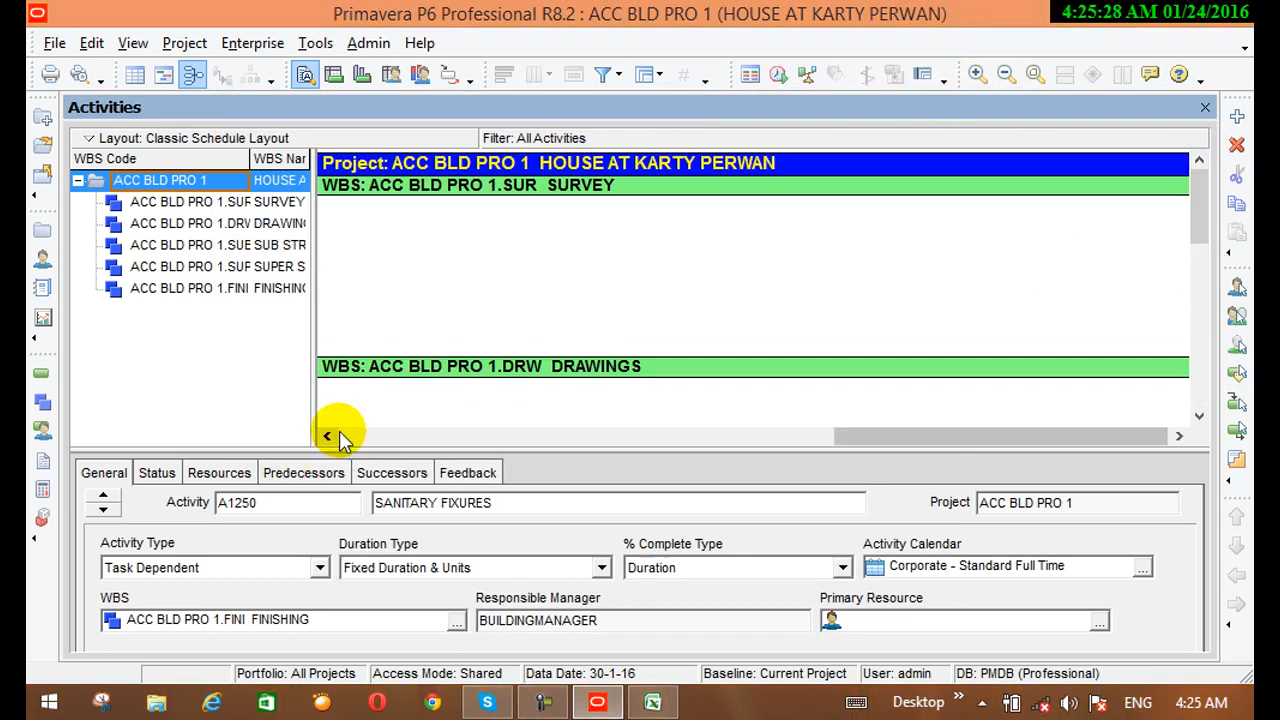 Primavera P6 Professional R8.2 : ACC BLD PRO 1 (HOUSE AT KARTY PERWAN)
4:25:28 AM 01/24/2016
File Edit View Project Enterprise Tools Admin Help
Activities
Layout: Classic Schedule Layout
Filter: All Activities
WBS Code WBS Nar
ACC BLD PRO 1 HOUSE A
ACC BLD PRO 1.SUR SURVEY
ACC BLD PRO 1.DRW DRAWING
ACC BLD PRO 1.SUB SUB STR
ACC BLD PRO 1.SUP SUPER S
ACC BLD PRO 1.FINI FINISHING
Project: ACC BLD PRO 1 HOUSE AT KARTY PERWAN
WBS: ACC BLD PRO 1.SUR SURVEY
WBS: ACC BLD PRO 1.DRW DRAWINGS
General Status Resources Predecessors Successors Feedback
Activity A1250 SANITARY FIXURES Project ACC BLD PRO 1
Activity Type Duration Type % Complete Type Activity Calendar
Task Dependent Fixed Duration & Units Duration Corporate - Standard Full Time
WBS Responsible Manager Primary Resource
ACC BLD PRO 1.FINI FINISHING BUILDINGMANAGER
Portfolio: All Projects Access Mode: Shared Data Date: 30-1-16 Baseline: Current Project User: admin DB: PMDB (Professional)
Desktop ENG 4:25 AM